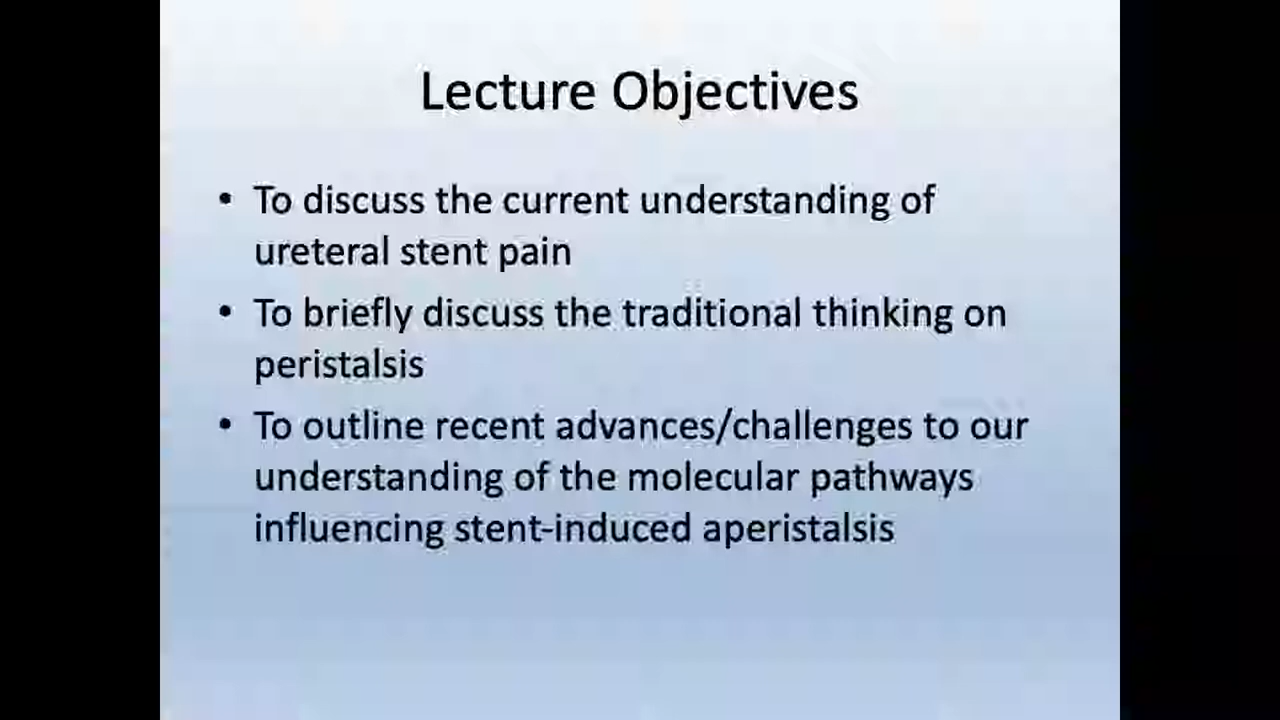 Lecture Objectives
• To discuss the current understanding of
ureteral stent pain
• To briefly discuss the traditional thinking on
peristalsis
• To outline recent advances/challenges to our
understanding of the molecular pathways
influencing stent-induced aperistalsis